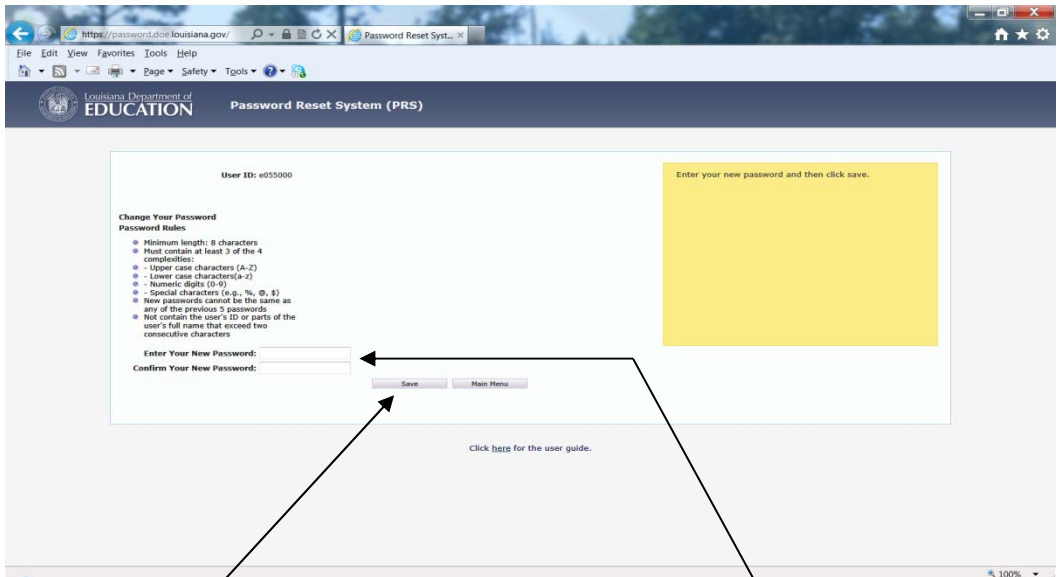 https://password.doe.louisiana.gov/
Password Reset Syst...
File Edit View Favorites Tools Help
Page Safety Tools
Louisiana Department of
EDUCATION
Password Reset System (PRS)
User ID: e055000
Enter your new password and then click save.
Change Your Password
Password Rules
Minimum length: 8 characters
Must contain at least 3 of the 4
complexities:
- Upper case characters (A-Z)
- Lower case characters(a-z)
- Numeric digits (0-9)
- Special characters (e.g., %, @, $)
New passwords cannot be the same as
any of the previous 5 passwords
Not contain the user's ID or parts of the
user's full name that exceed two
consecutive characters
Enter Your New Password:
Confirm Your New Password:
Save Main Menu
Click here for the user guide.
100%